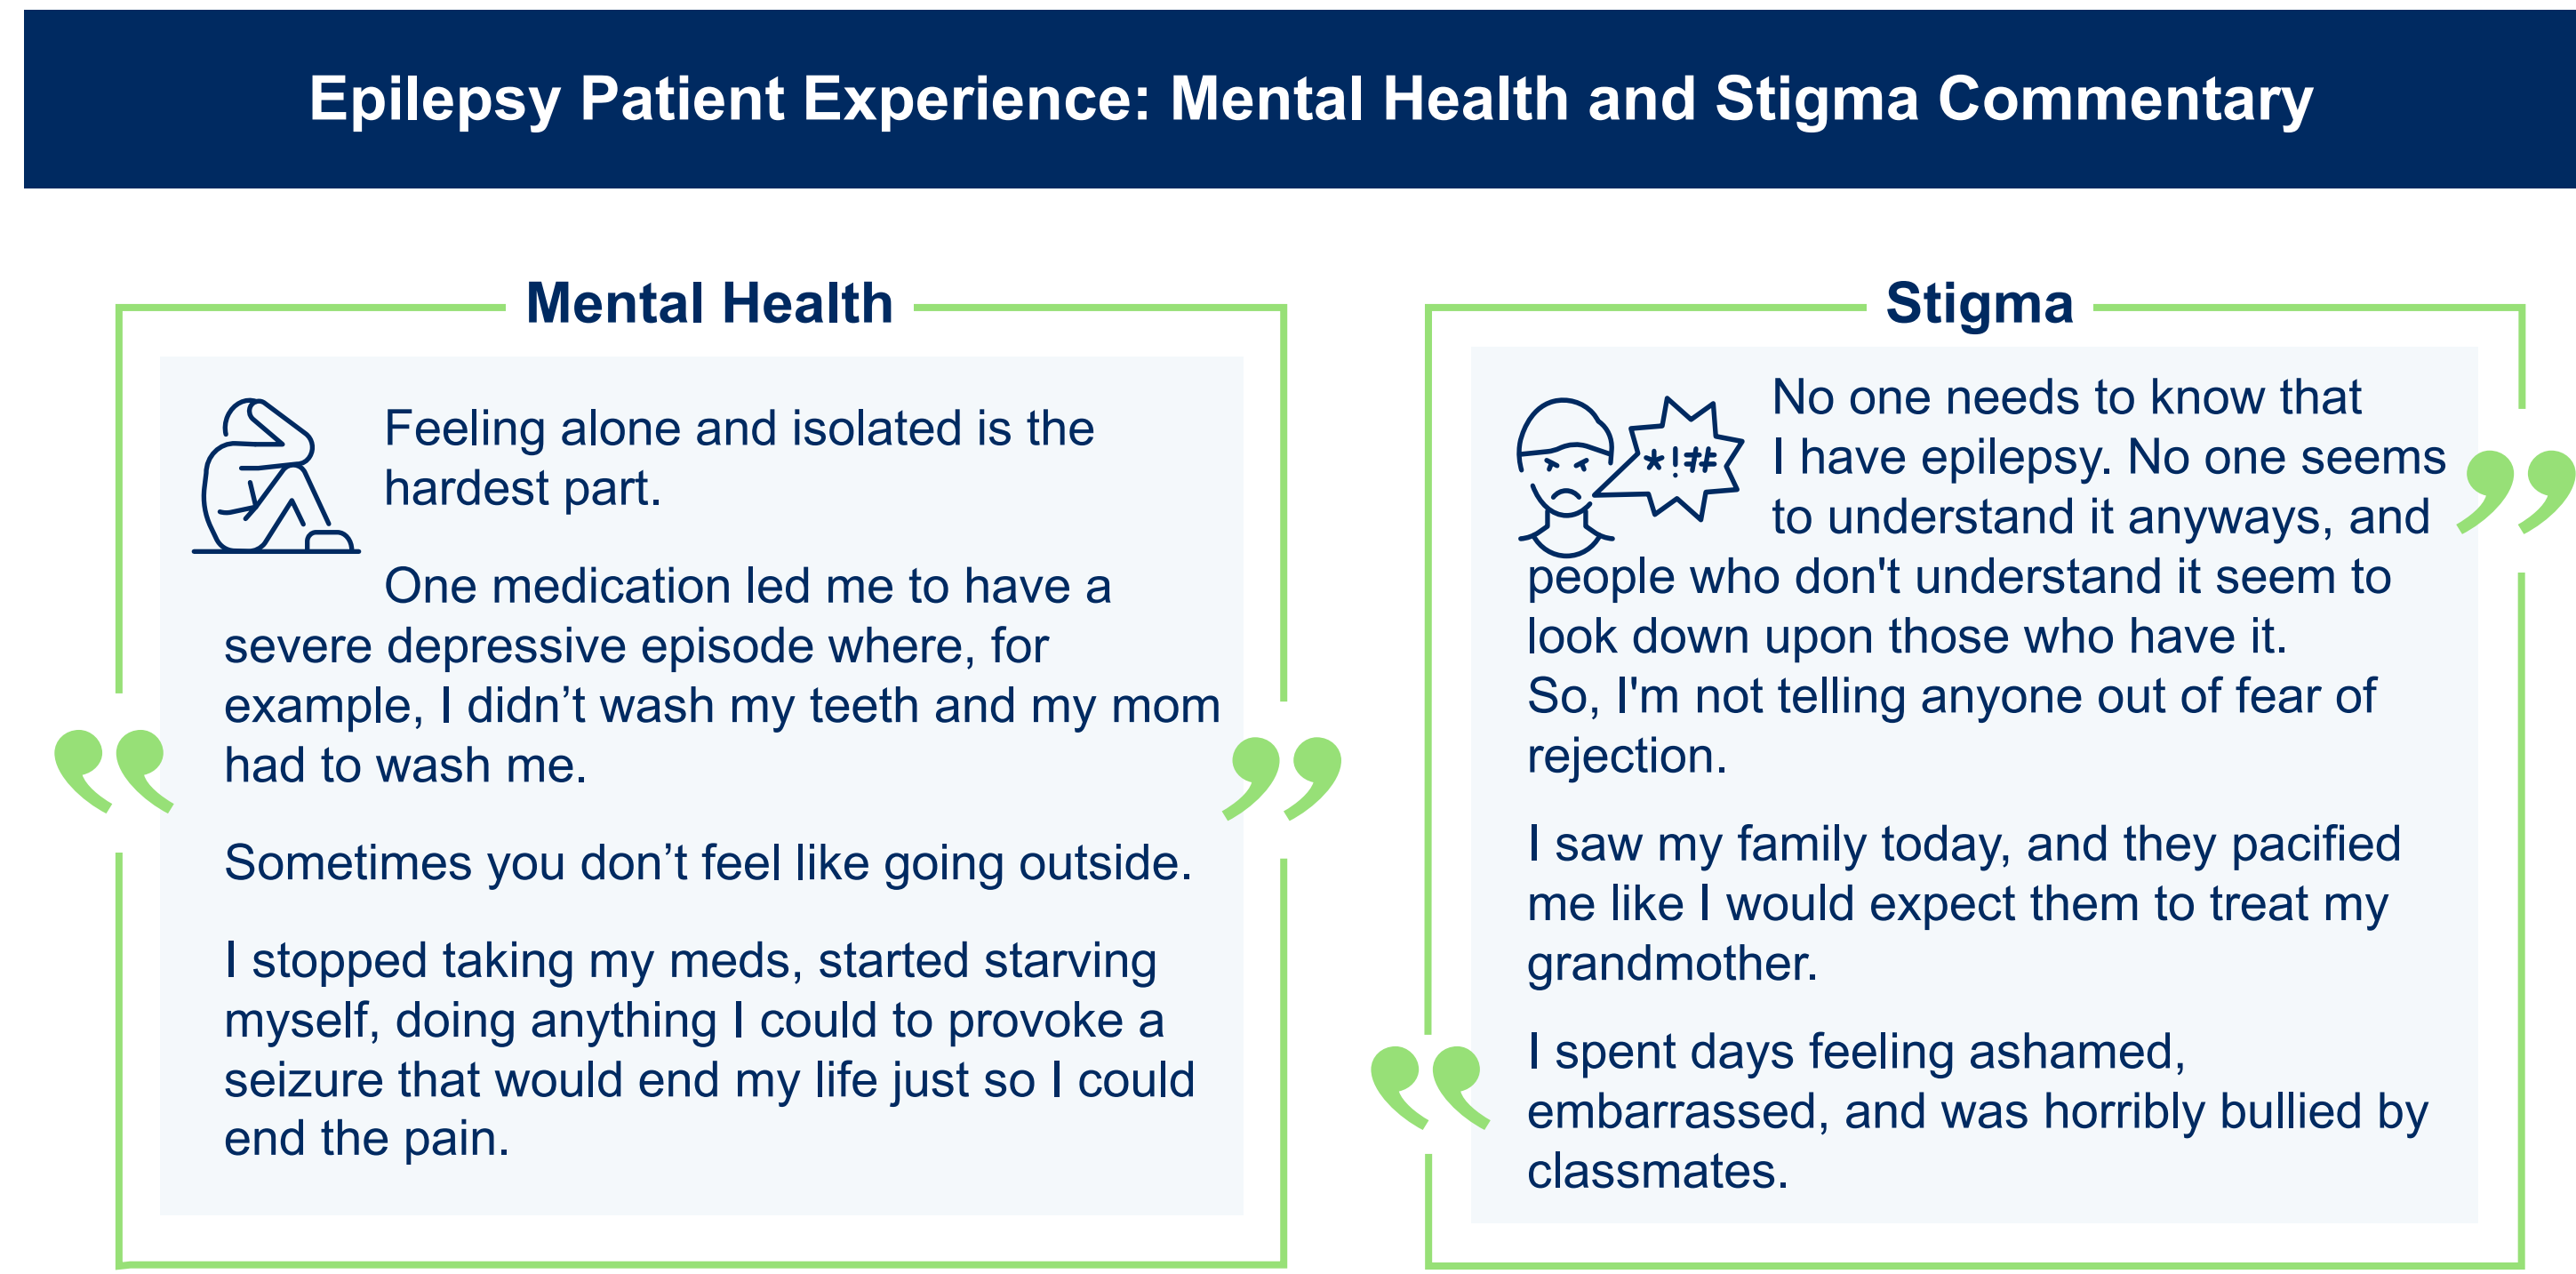 Epilepsy Patient Experience: Mental Health and Stigma Commentary
Mental Health
Feeling alone and isolated is the
hardest part.
One medication led me to have a
severe depressive episode where, for
example, I didn’t wash my teeth and my mom
had to wash me.
Sometimes you don’t feel like going outside.
I stopped taking my meds, started starving
myself, doing anything I could to provoke a
seizure that would end my life just so I could
end the pain.
Stigma
*!#
No one needs to know that
I have epilepsy. No one seems
to understand it anyways, and
people who don't understand it seem to
look down upon those who have it.
So, I'm not telling anyone out of fear of
rejection.
I saw my family today, and they pacified
me like I would expect them to treat my
grandmother.
I spent days feeling ashamed,
embarrassed, and was horribly bullied by
classmates.